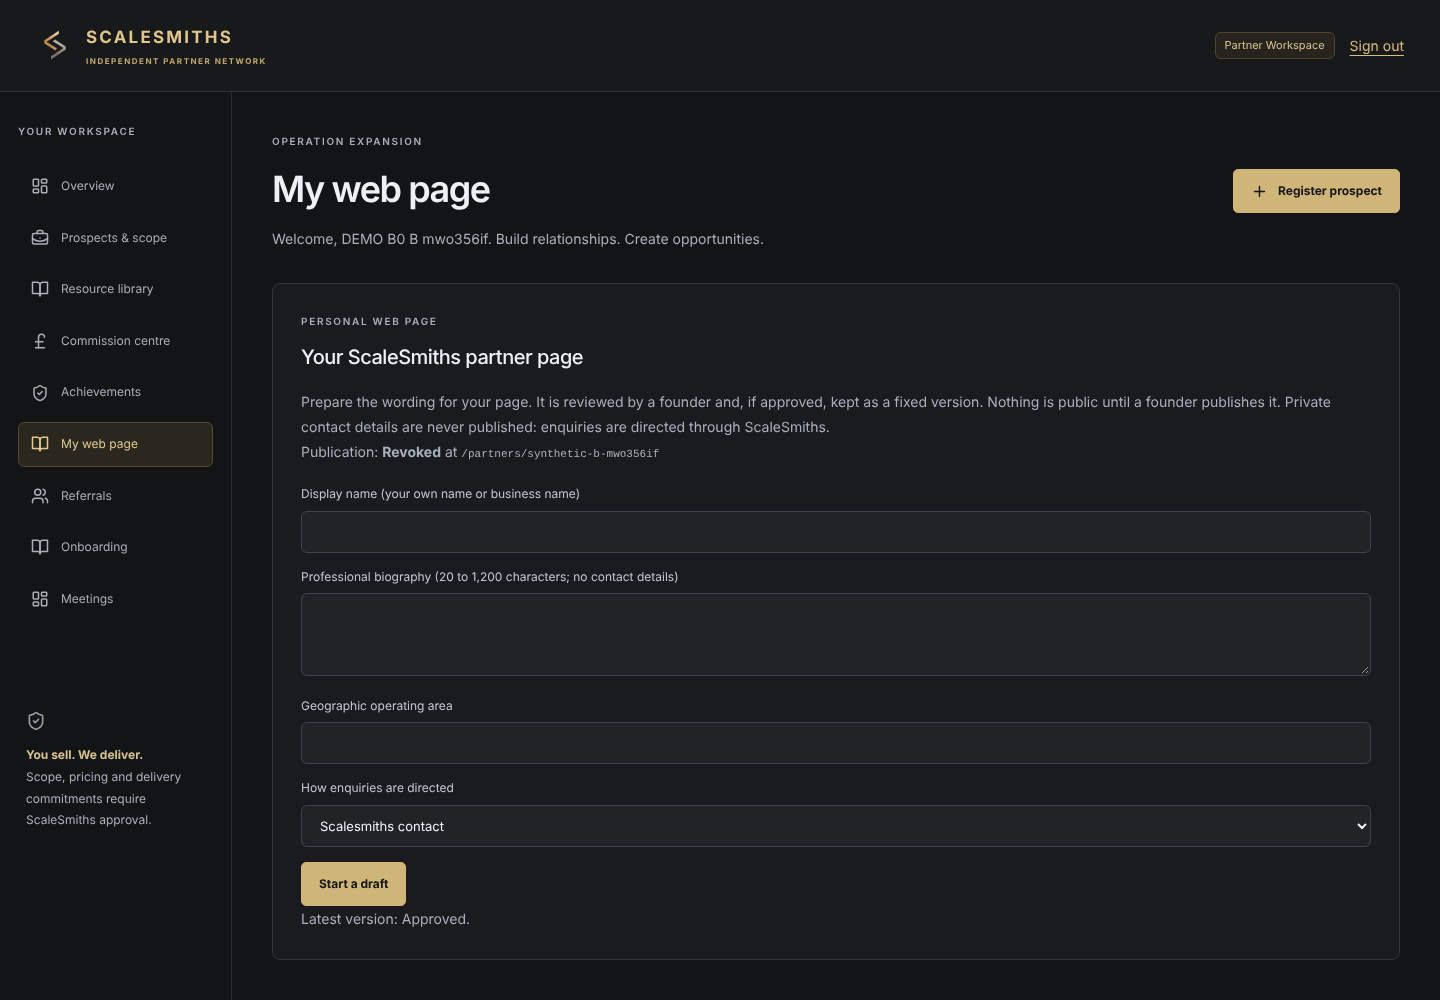 SCALESMITHS
INDEPENDENT PARTNER NETWORK
Partner Workspace
Sign out
YOUR WORKSPACE
Overview
Prospects & scope
Resource library
Commission centre
Achievements
My web page
Referrals
Onboarding
Meetings
You sell. We deliver.
Scope, pricing and delivery
commitments require
ScaleSmiths approval.
OPERATION EXPANSION
My web page
Register prospect
Welcome, DEMO B0 B mwo356if. Build relationships. Create opportunities.
PERSONAL WEB PAGE
Your ScaleSmiths partner page
Prepare the wording for your page. It is reviewed by a founder and, if approved, kept as a fixed version. Nothing is public until a founder publishes it. Private
contact details are never published: enquiries are directed through ScaleSmiths.
Publication: Revoked at /partners/synthetic-b-mwo356if
Display name (your own name or business name)
Professional biography (20 to 1,200 characters; no contact details)
Geographic operating area
How enquiries are directed
Scalesmiths contact
Start a draft
Latest version: Approved.